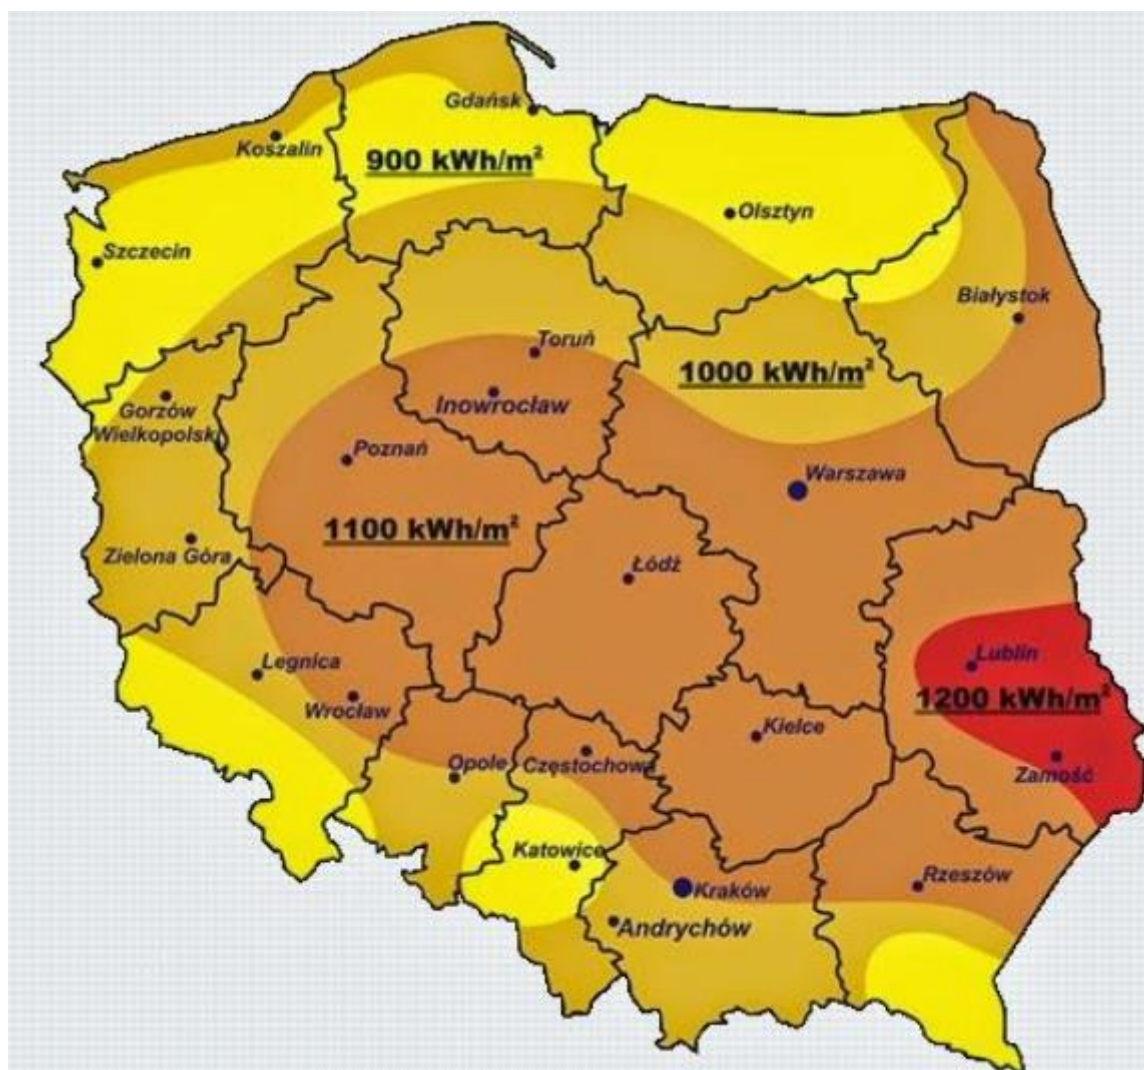 Gdańsk
Koszalin
900 kWh/m²
Olsztyn
Szczecin
Białystok
Toruń
1000 kWh/m²
Gorzów
Wielkopolski
Inowrocław
Poznań
Warszawa
1100 kWh/m²
Zielona Góra
Łódź
Legnica
Lublin
Wrocław
1200 kWh/m²
Kielce
Opole
Częstochowa
Zamość
Katowice
Rzeszów
Kraków
Andrychów